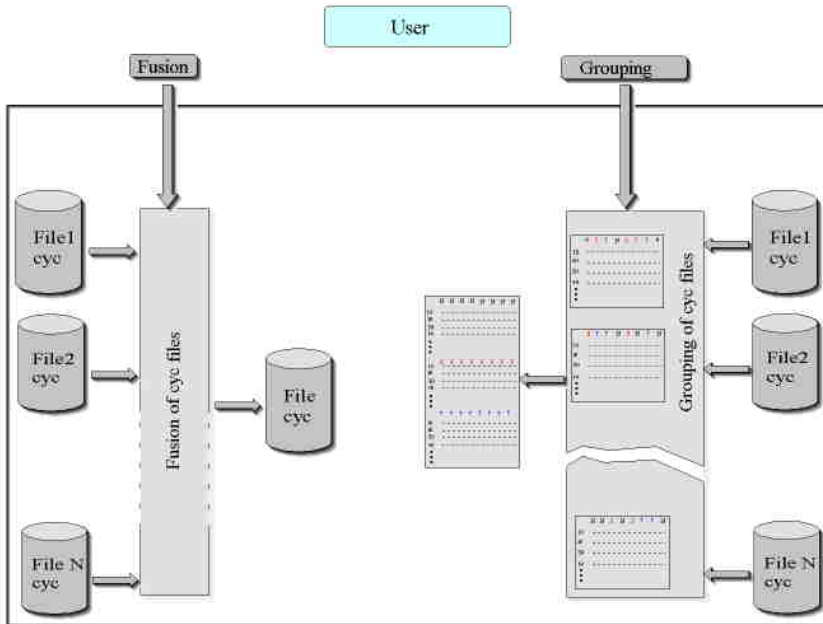 User
Fusion
Grouping
File1
cyc
File2
cyc
File N
cyc
Fusion of cyc files
File
cyc
Grouping of cyc files
File1
cyc
File2
cyc
File N
cyc